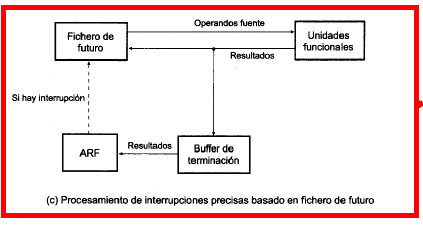 Operandos fuente
Fichero de
futuro
Unidades
funcionales
Resultados
Si hay interrupción
ARF
Resultados
Buffer de
terminación
(c) Procesamiento de interrupciones precisas basado en fichero de futuro